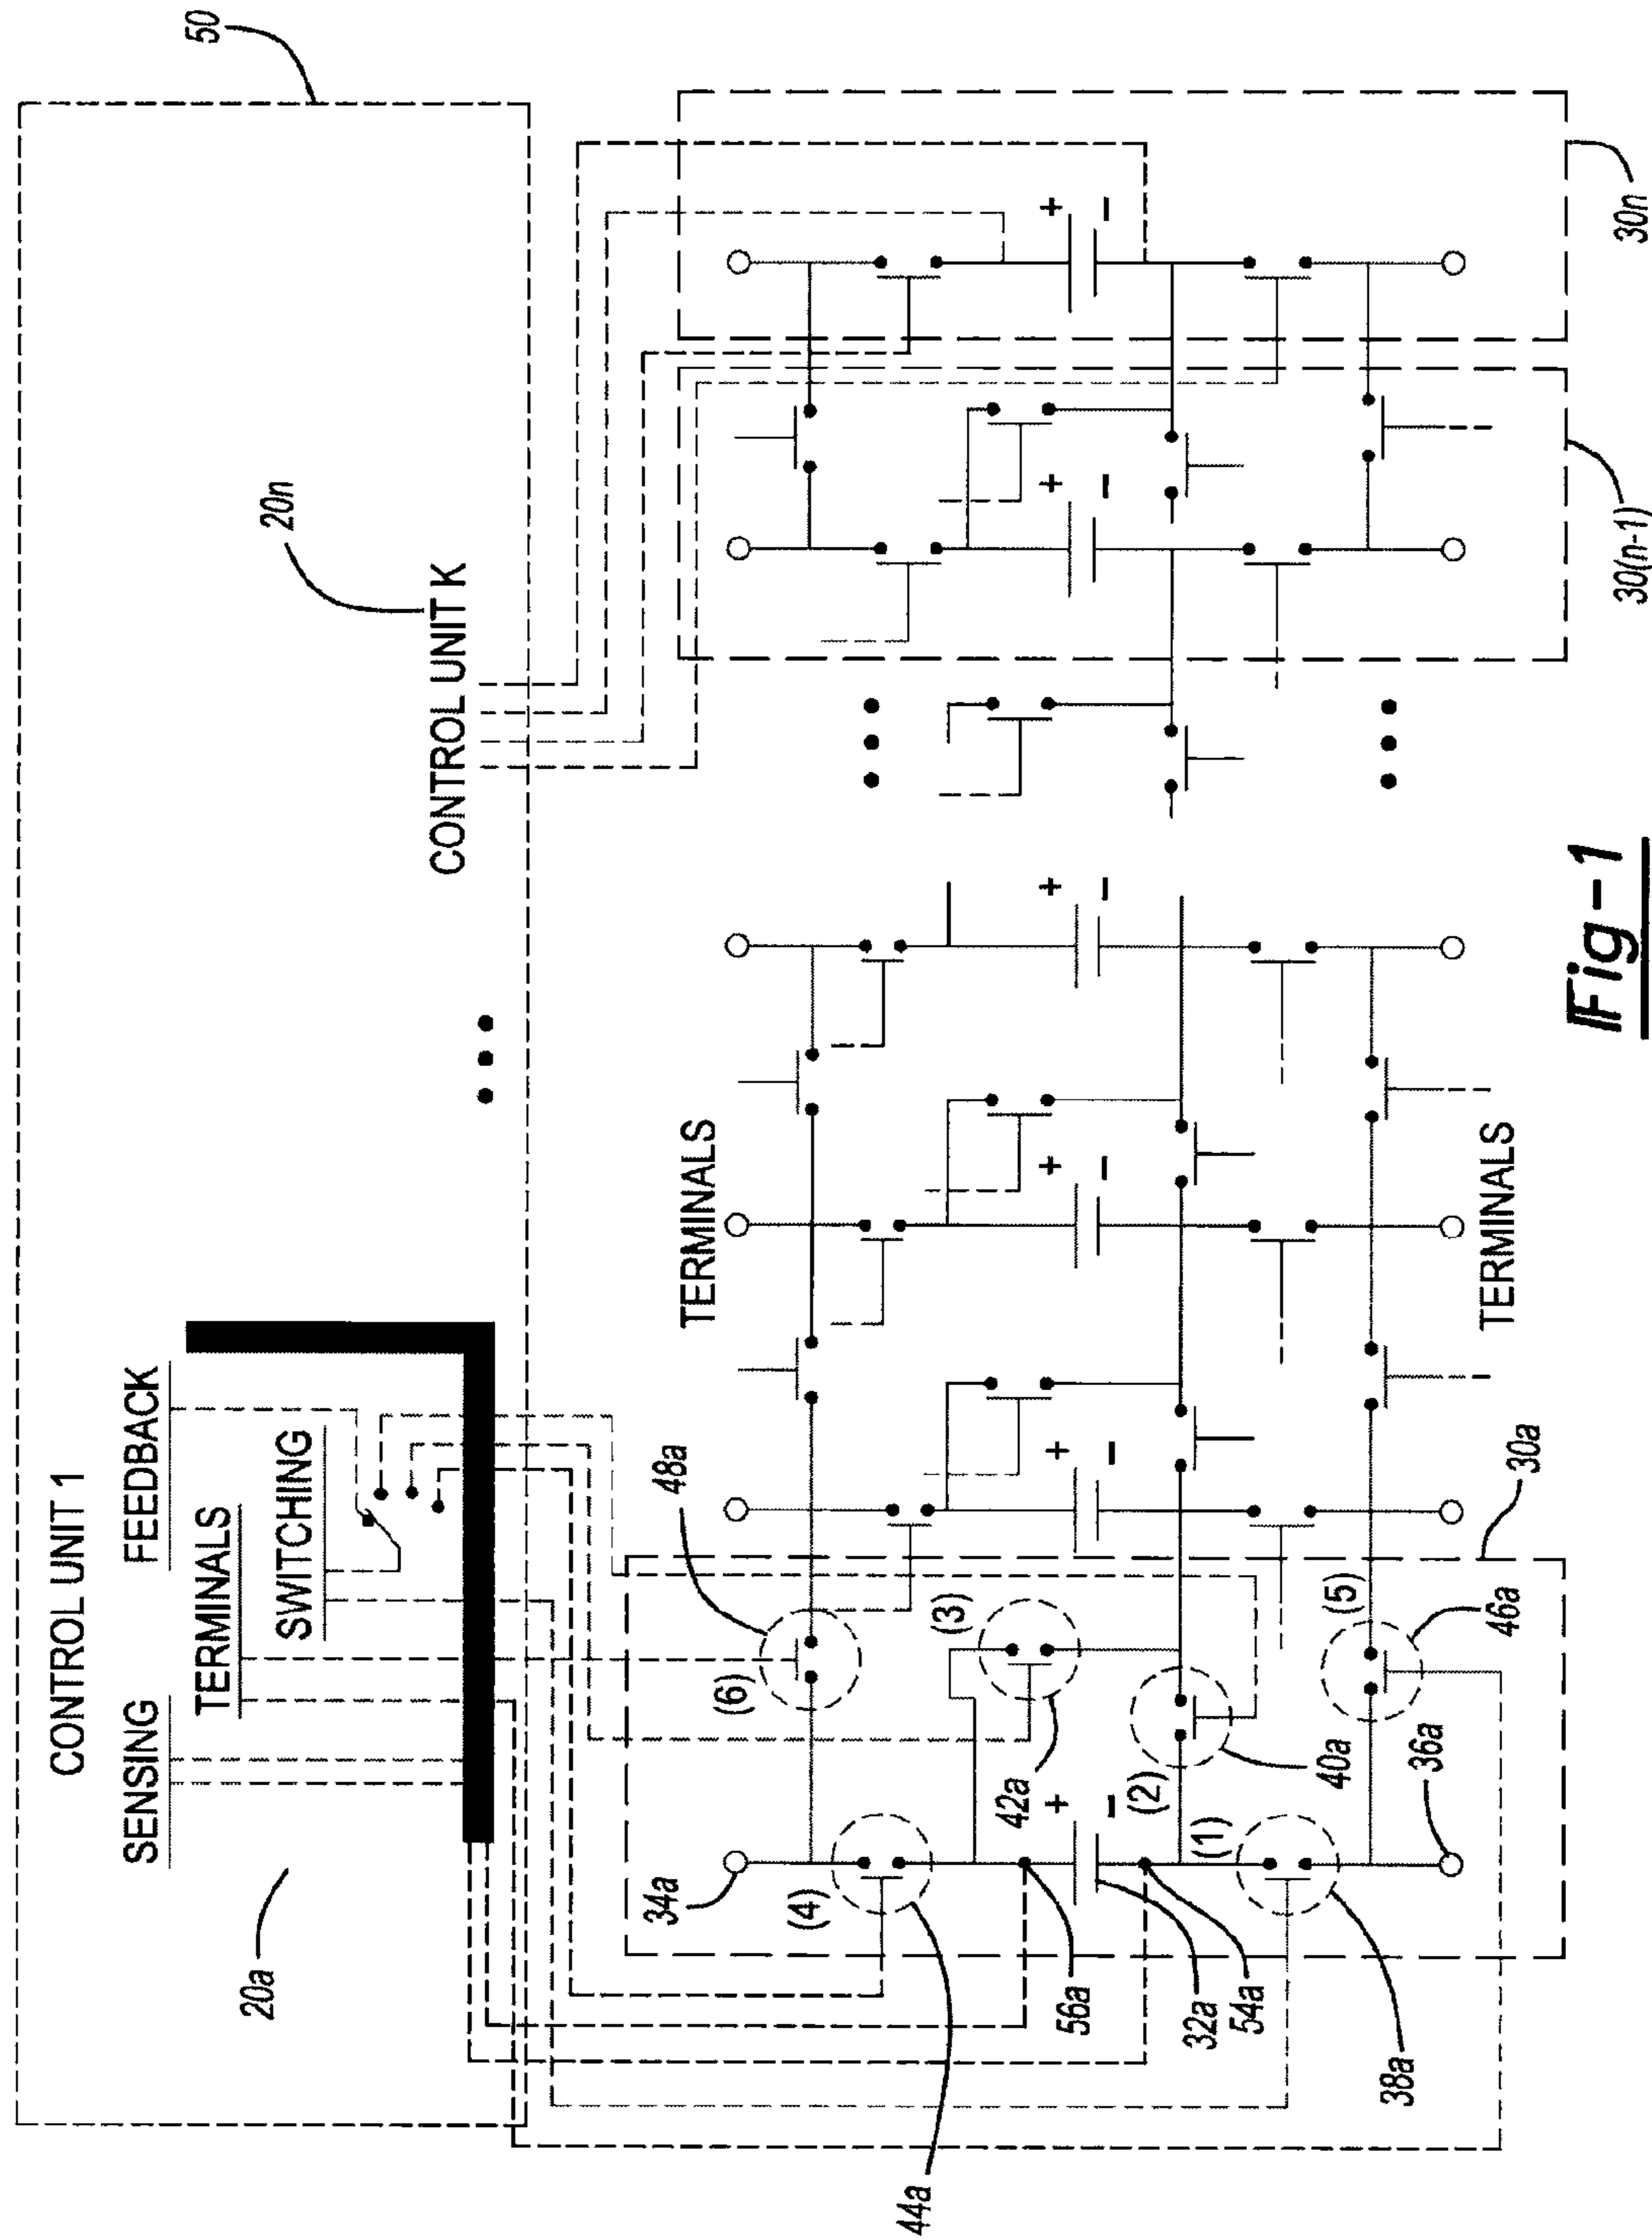 50
CONTROL UNIT 1
20a
SENSING
TERMINALS
FEEDBACK
SWITCHING
20n
CONTROL UNIT K
48a
TERMINALS
34a
(6)
(4)
(3)
44a
42a
56a
+
-
+
-
+
-
+
-
+
-
+
-
32a
54a
(2)
40a
(1)
38a
(5)
36a
46a
30a
TERMINALS
30(n-1)
30n
Fig-1